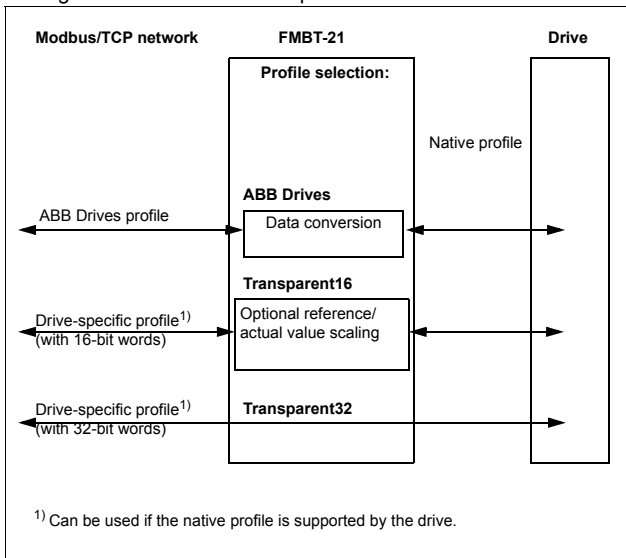 Modbus/TCP network FMBT-21 Drive
Profile selection:
Native profile
ABB Drives
ABB Drives profile
Data conversion
Transparent16
Drive-specific profile1)
(with 16-bit words)
Optional reference/
actual value scaling
Drive-specific profile1)
(with 32-bit words)
Transparent32
1) Can be used if the native profile is supported by the drive.